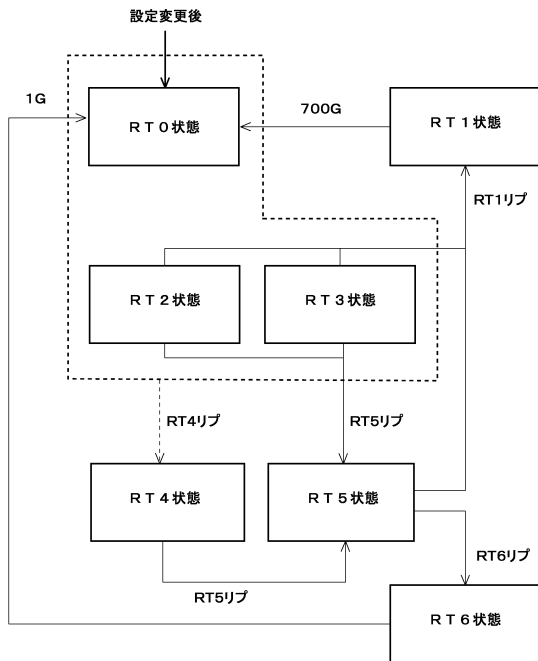 設定変更後
1G
RT0状態
700G
RT1状態
RT1リプ
RT2状態
RT3状態
RT4リプ
RT5リプ
RT4状態
RT5状態
RT6リプ
RT5リプ
RT6状態